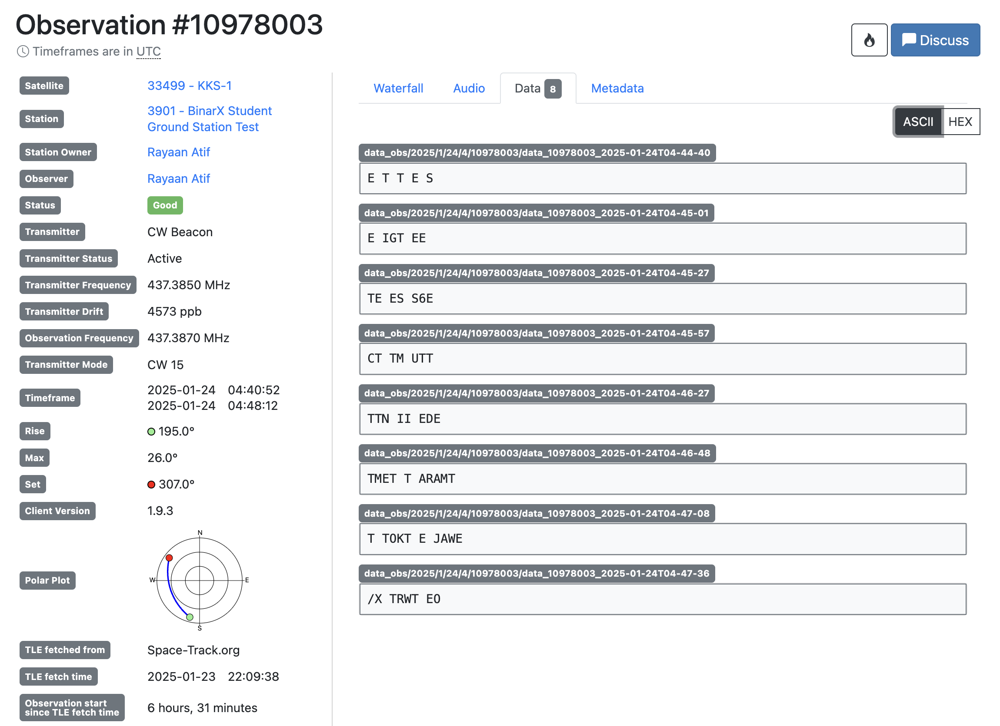 Observation #10978003
Timeframes are in UTC
Discuss
Satellite
33499 - KKS-1
Station
3901 - BinarX Student
Ground Station Test
Station Owner
Rayaan Atif
Observer
Rayaan Atif
Status
Good
Transmitter
CW Beacon
Transmitter Status
Active
Transmitter Frequency
437.3850 MHz
Transmitter Drift
4573 ppb
Observation Frequency
437.3870 MHz
Transmitter Mode
CW 15
Timeframe
2025-01-24 04:40:52
2025-01-24 04:48:12
Rise
195.0°
Max
26.0°
Set
307.0°
Client Version
1.9.3
Polar Plot
N
W
E
S
TLE fetched from
Space-Track.org
TLE fetch time
2025-01-23 22:09:38
Observation start
since TLE fetch time
6 hours, 31 minutes
Waterfall
Audio
Data 8
Metadata
ASCII
HEX
data_obs/2025/1/24/4/10978003/data_10978003_2025-01-24T04-44-40
E T T E S
data_obs/2025/1/24/4/10978003/data_10978003_2025-01-24T04-45-01
E IGT EE
data_obs/2025/1/24/4/10978003/data_10978003_2025-01-24T04-45-27
TE ES S6E
data_obs/2025/1/24/4/10978003/data_10978003_2025-01-24T04-45-57
CT TM UTT
data_obs/2025/1/24/4/10978003/data_10978003_2025-01-24T04-46-27
TTN II EDE
data_obs/2025/1/24/4/10978003/data_10978003_2025-01-24T04-46-48
TMET T ARAMT
data_obs/2025/1/24/4/10978003/data_10978003_2025-01-24T04-47-08
T TOKT E JAWE
data_obs/2025/1/24/4/10978003/data_10978003_2025-01-24T04-47-36
/X TRWT EO